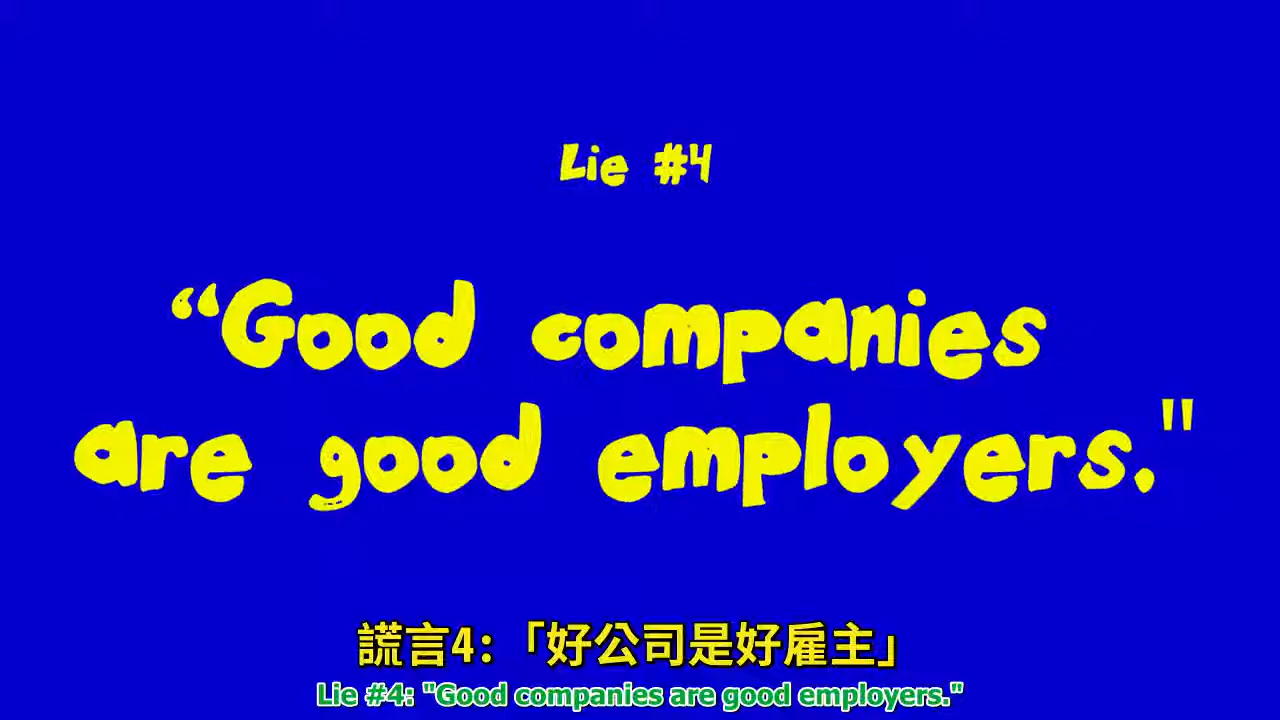 Lie #4
“Good companies
are good employers."
謊言4:「好公司是好雇主」
Lie #4: "Good companies are good employers."